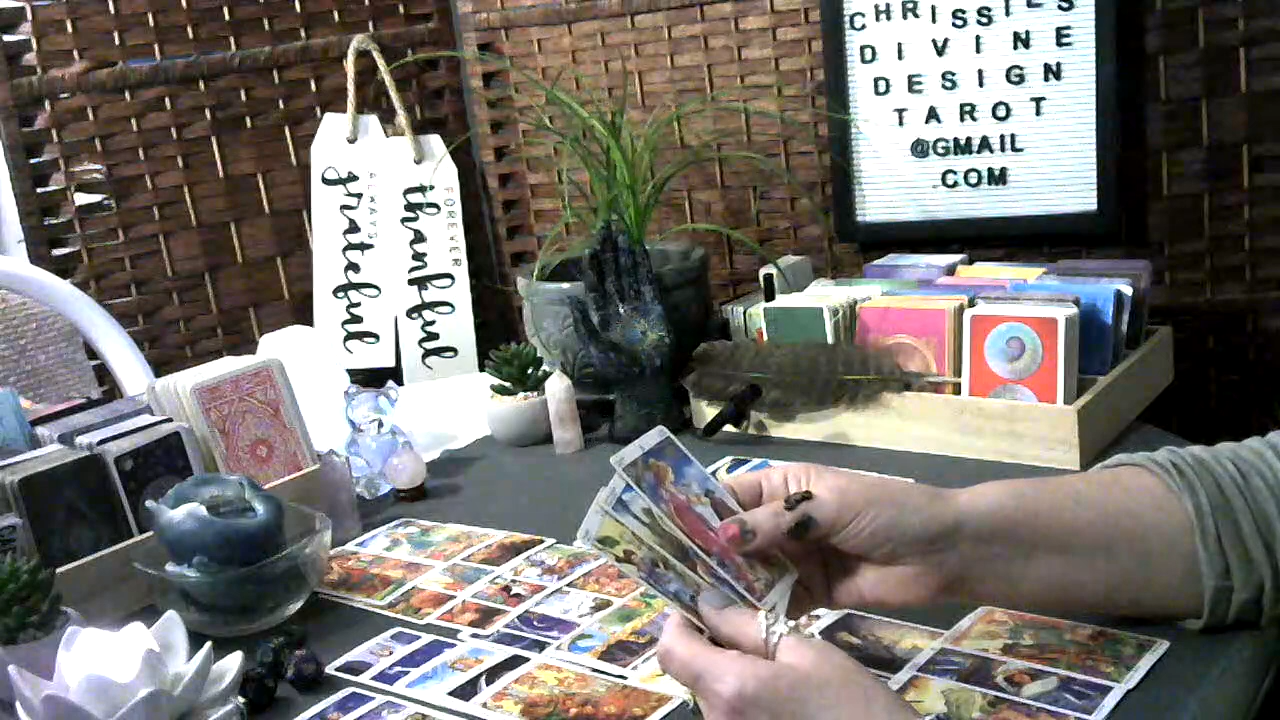 ALWAYS
grateful
FOREVER
thankful
CHRISSIES
DIVINE
DESIGN
TAROT
@GMAIL
.COM